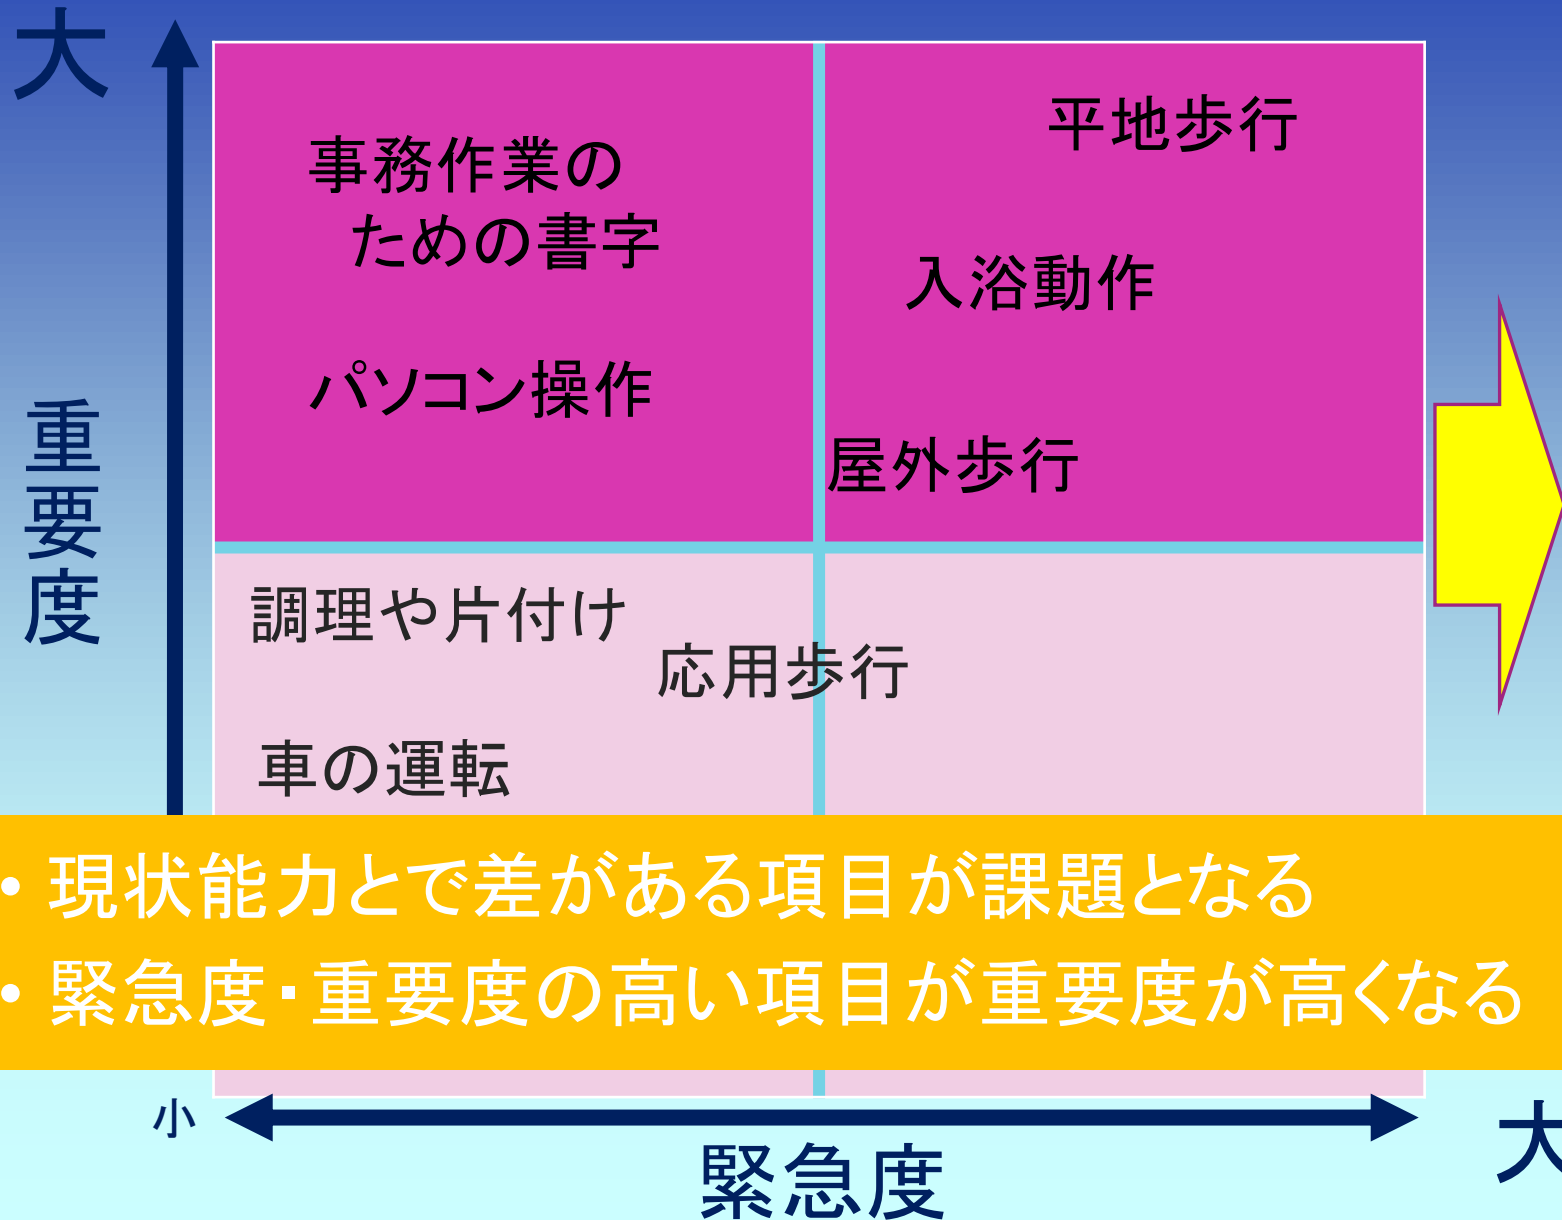 大
事務作業の
ための書字
平地歩行
入浴動作
パソコン操作
屋外歩行
重要度
調理や片付け
応用歩行
車の運転
• 現状能力とで差がある項目が課題となる
• 緊急度・重要度の高い項目が重要度が高くなる
小
大
緊急度